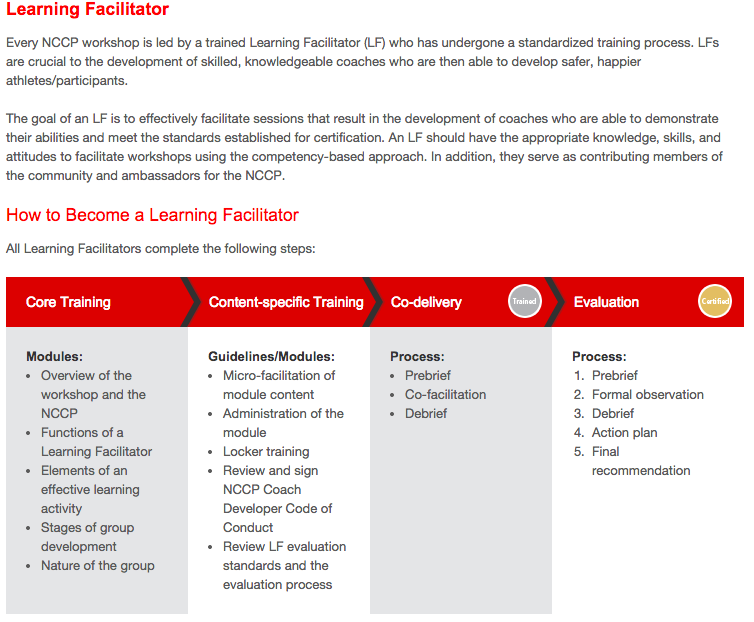 Learning Facilitator
Every NCCP workshop is led by a trained Learning Facilitator (LF) who has undergone a standardized training process. LFs
are crucial to the development of skilled, knowledgeable coaches who are then able to develop safer, happier
athletes/participants.
The goal of an LF is to effectively facilitate sessions that result in the development of coaches who are able to demonstrate
their abilities and meet the standards established for certification. An LF should have the appropriate knowledge, skills, and
attitudes to facilitate workshops using the competency-based approach. In addition, they serve as contributing members of
the community and ambassadors for the NCCP.
How to Become a Learning Facilitator
All Learning Facilitators complete the following steps:
Core Training
Modules:
• Overview of the
workshop and the
NCCP
• Functions of a
Learning Facilitator
• Elements of an
effective learning
activity
• Stages of group
development
• Nature of the group
Content-specific Training
Guidelines/Modules:
• Micro-facilitation of
module content
• Administration of the
module
• Locker training
• Review and sign
NCCP Coach
Developer Code of
Conduct
• Review LF evaluation
standards and the
evaluation process
Co-delivery
Trained
Process:
• Prebrief
• Co-facilitation
• Debrief
Evaluation
Certified
Process:
1. Prebrief
2. Formal observation
3. Debrief
4. Action plan
5. Final
recommendation